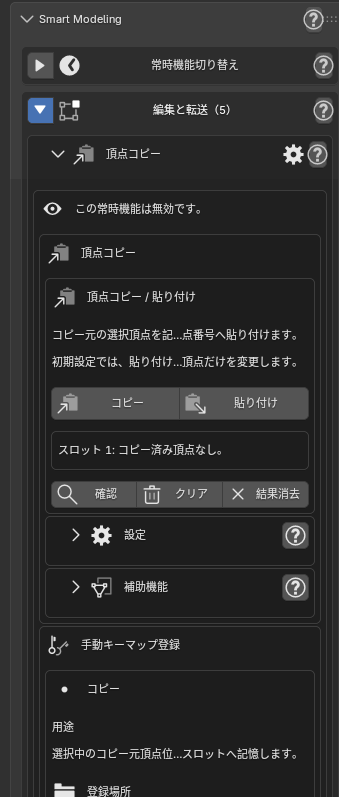 Smart Modeling
常時機能切り替え
編集と転送（5）
頂点コピー
この常時機能は無効です。
頂点コピー
頂点コピー / 貼り付け
コピー元の選択頂点を記...点番号へ貼り付けます。
初期設定では、貼り付け...頂点だけを変更します。
コピー 貼り付け
スロット 1: コピー済み頂点なし。
確認 クリア 結果消去
設定
補助機能
手動キーマップ登録
コピー
用途
選択中のコピー元頂点位...スロットへ記憶します。
登録場所